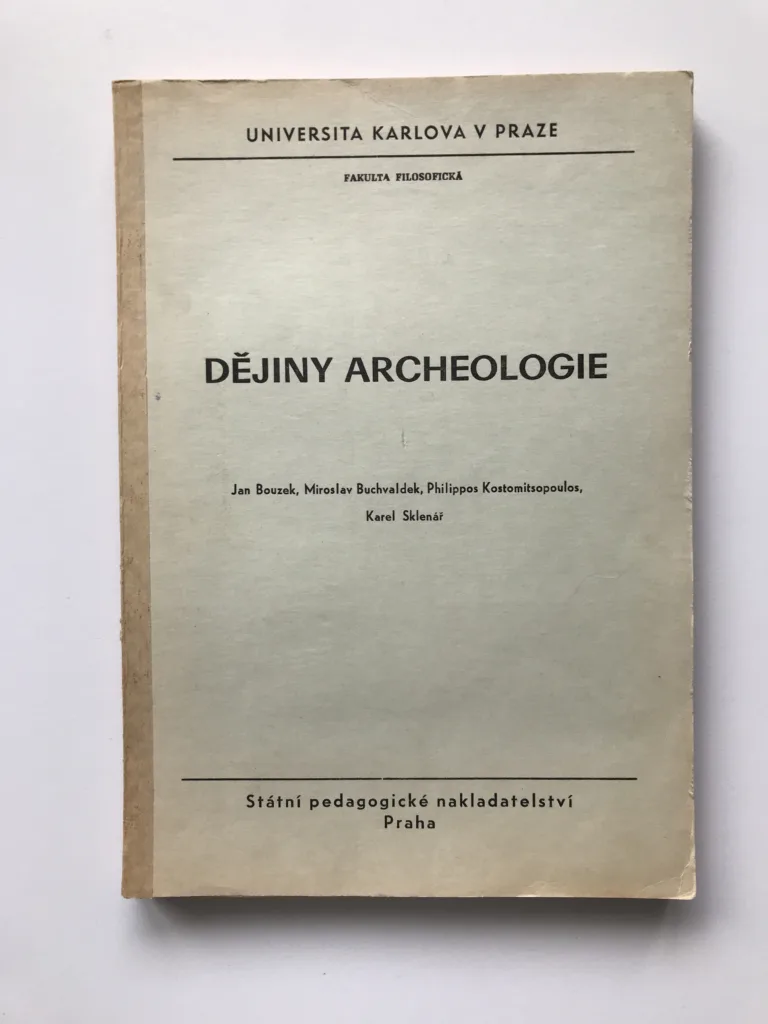 UNIVERSITA KARLOVA V PRAZE
FAKULTA FILOSOFICKÁ
DĚJINY ARCHEOLOGIE
Jan Bouzek, Miroslav Buchvaldek, Philippos Kostomitsopoulos,
Karel Sklenář
Státní pedagogické nakladatelství
Praha